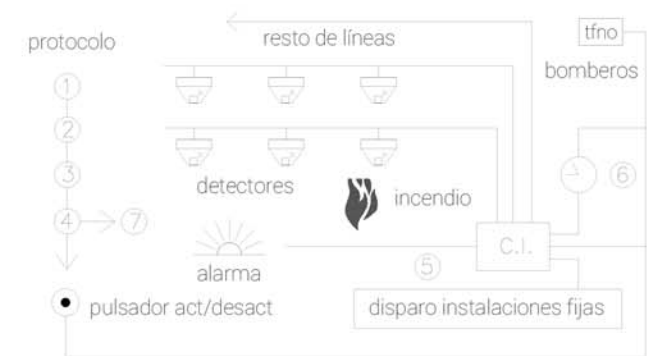 tfno
resto de líneas
protocolo
bomberos
1
2
3
4
7
detectores
incendio
6
C.I.
5
alarma
pulsador act/desact
disparo instalaciones fijas